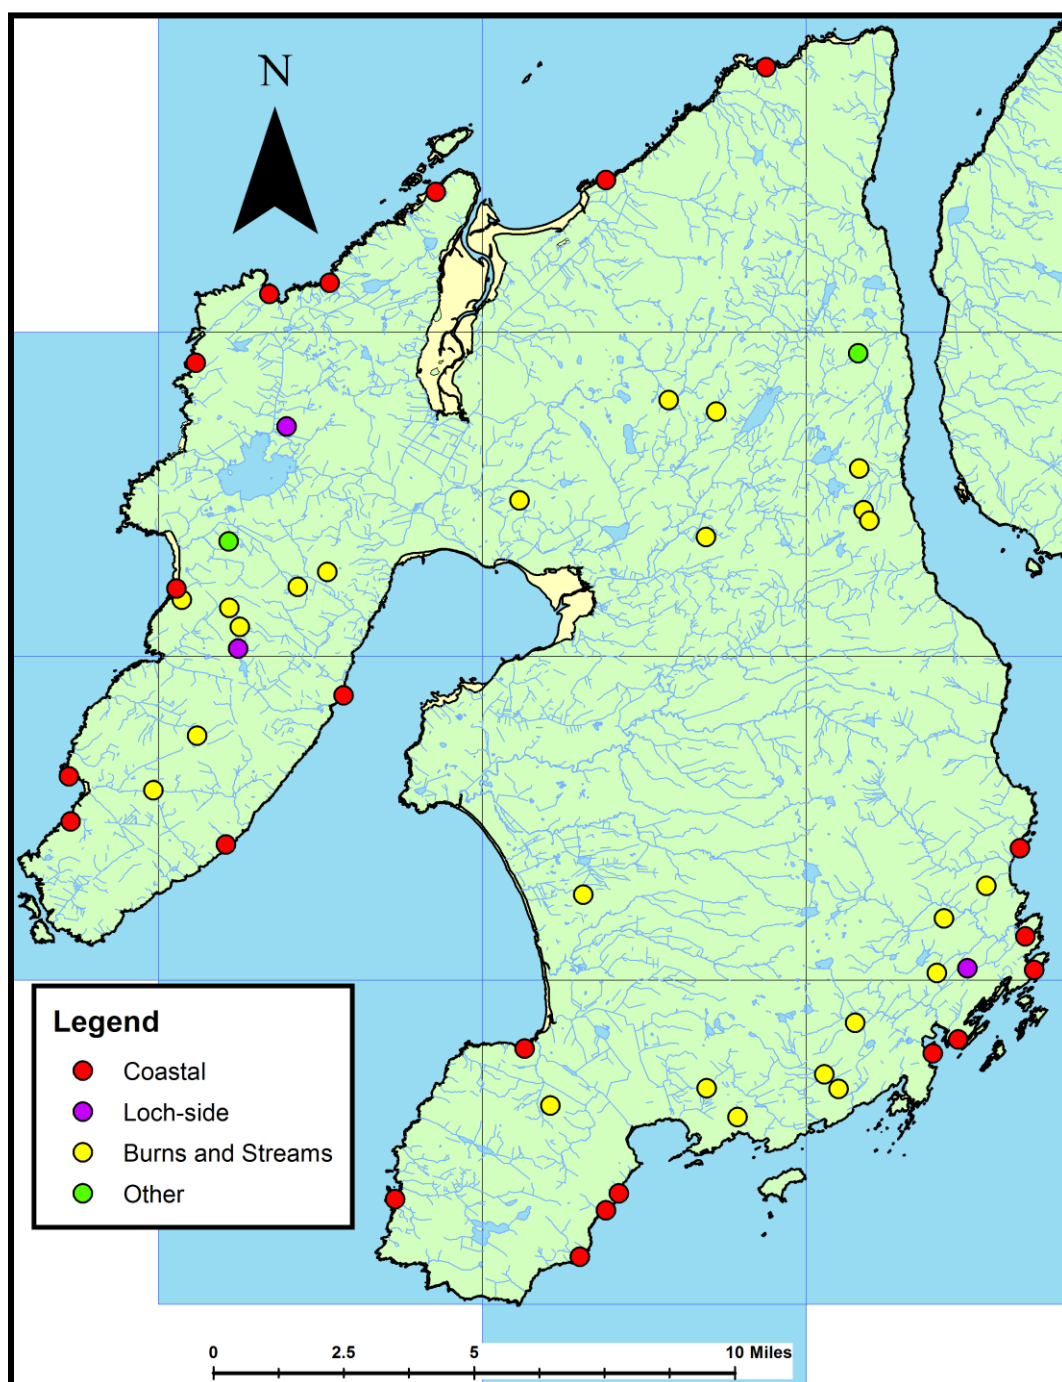 N
Legend
Coastal
Loch-side
Burns and Streams
Other
0 2.5 5 10 Miles